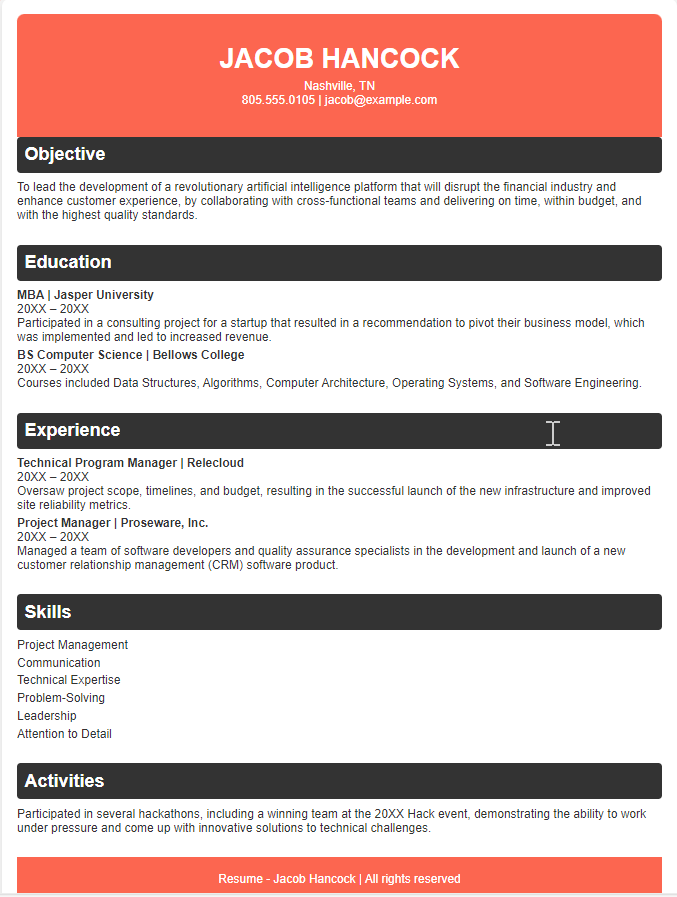 JACOB HANCOCK
Nashville, TN
805.555.0105 | jacob@example.com
Objective
To lead the development of a revolutionary artificial intelligence platform that will disrupt the financial industry and
enhance customer experience, by collaborating with cross-functional teams and delivering on time, within budget, and
with the highest quality standards.
Education
MBA | Jasper University
20XX – 20XX
Participated in a consulting project for a startup that resulted in a recommendation to pivot their business model, which
was implemented and led to increased revenue.
BS Computer Science | Bellows College
20XX – 20XX
Courses included Data Structures, Algorithms, Computer Architecture, Operating Systems, and Software Engineering.
Experience
Technical Program Manager | Relecloud
20XX – 20XX
Oversaw project scope, timelines, and budget, resulting in the successful launch of the new infrastructure and improved
site reliability metrics.
Project Manager | Proseware, Inc.
20XX – 20XX
Managed a team of software developers and quality assurance specialists in the development and launch of a new
customer relationship management (CRM) software product.
Skills
Project Management
Communication
Technical Expertise
Problem-Solving
Leadership
Attention to Detail
Activities
Participated in several hackathons, including a winning team at the 20XX Hack event, demonstrating the ability to work
under pressure and come up with innovative solutions to technical challenges.
Resume - Jacob Hancock | All rights reserved